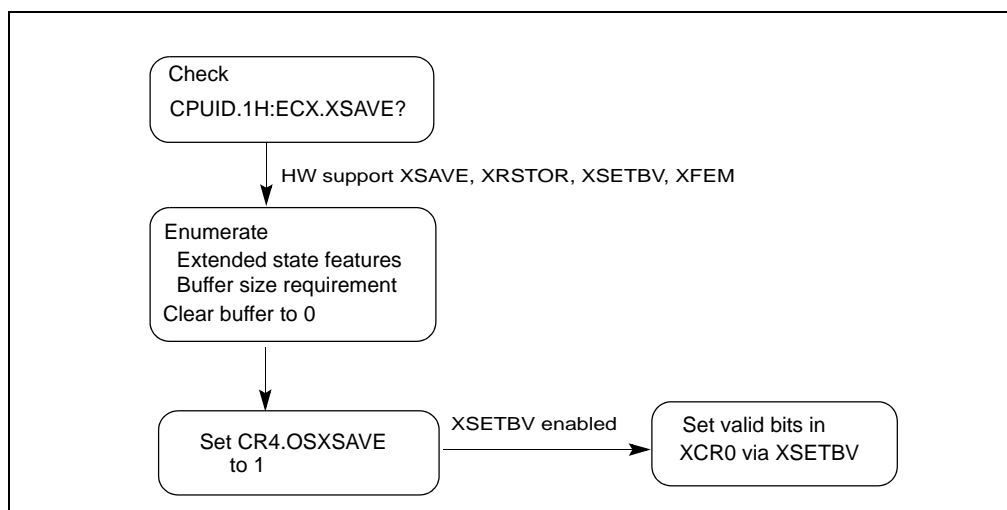 Check
CPUID.1H:ECX.XSAVE?
HW support XSAVE, XRSTOR, XSETBV, XFEM
Enumerate
Extended state features
Buffer size requirement
Clear buffer to 0
Set CR4.OSXSAVE
to 1
XSETBV enabled
Set valid bits in
XCR0 via XSETBV